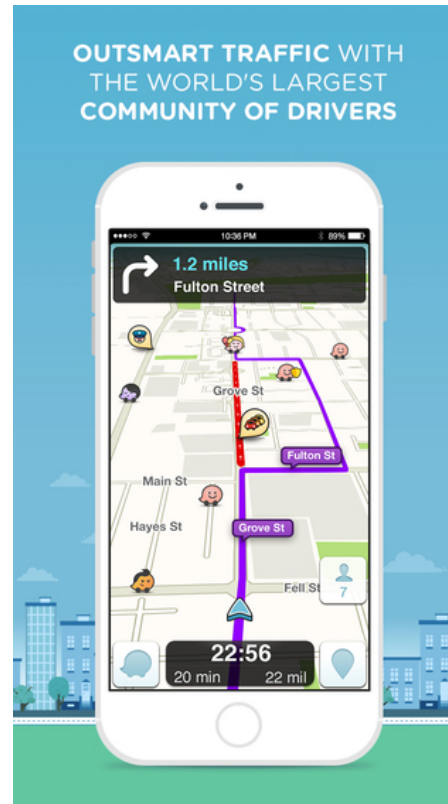 OUTSMART TRAFFIC WITH
THE WORLD'S LARGEST
COMMUNITY OF DRIVERS
10:36 PM
89%
1.2 miles
Fulton Street
Grove St
Fulton St
Main St
Hayes St
Grove St
Fell St
7
22:56
20 min
22 mil